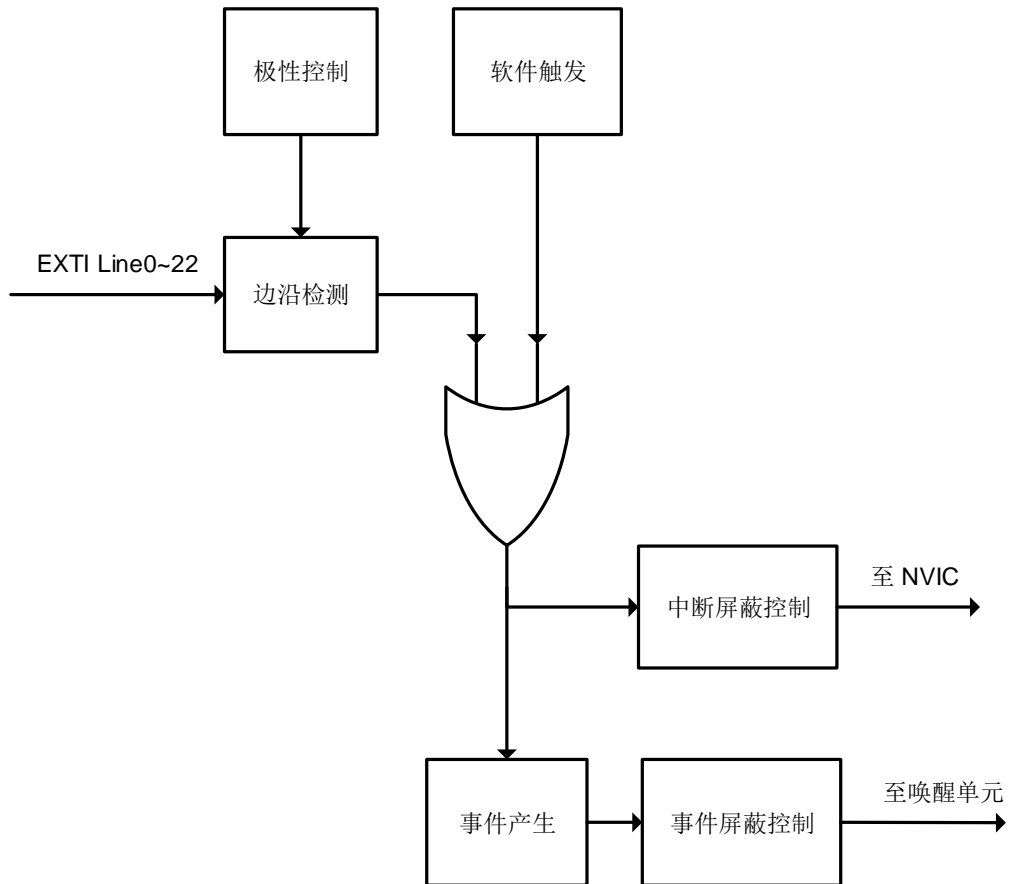 极性控制
软件触发
EXTI Line0~22
边沿检测
至 NVIC
中断屏蔽控制
至唤醒单元
事件产生
事件屏蔽控制